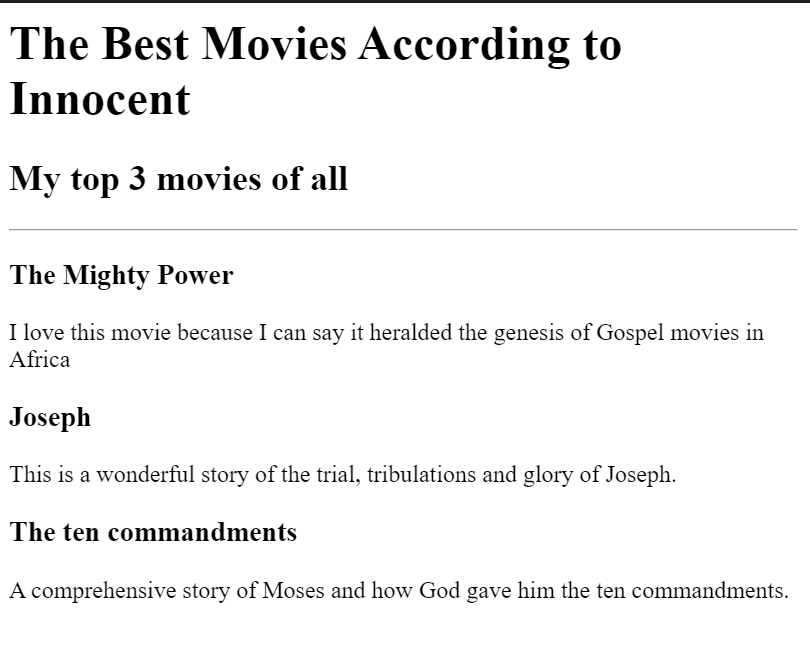 The Best Movies According to
Innocent
My top 3 movies of all
The Mighty Power
I love this movie because I can say it heralded the genesis of Gospel movies in
Africa
Joseph
This is a wonderful story of the trial, tribulations and glory of Joseph.
The ten commandments
A comprehensive story of Moses and how God gave him the ten commandments.